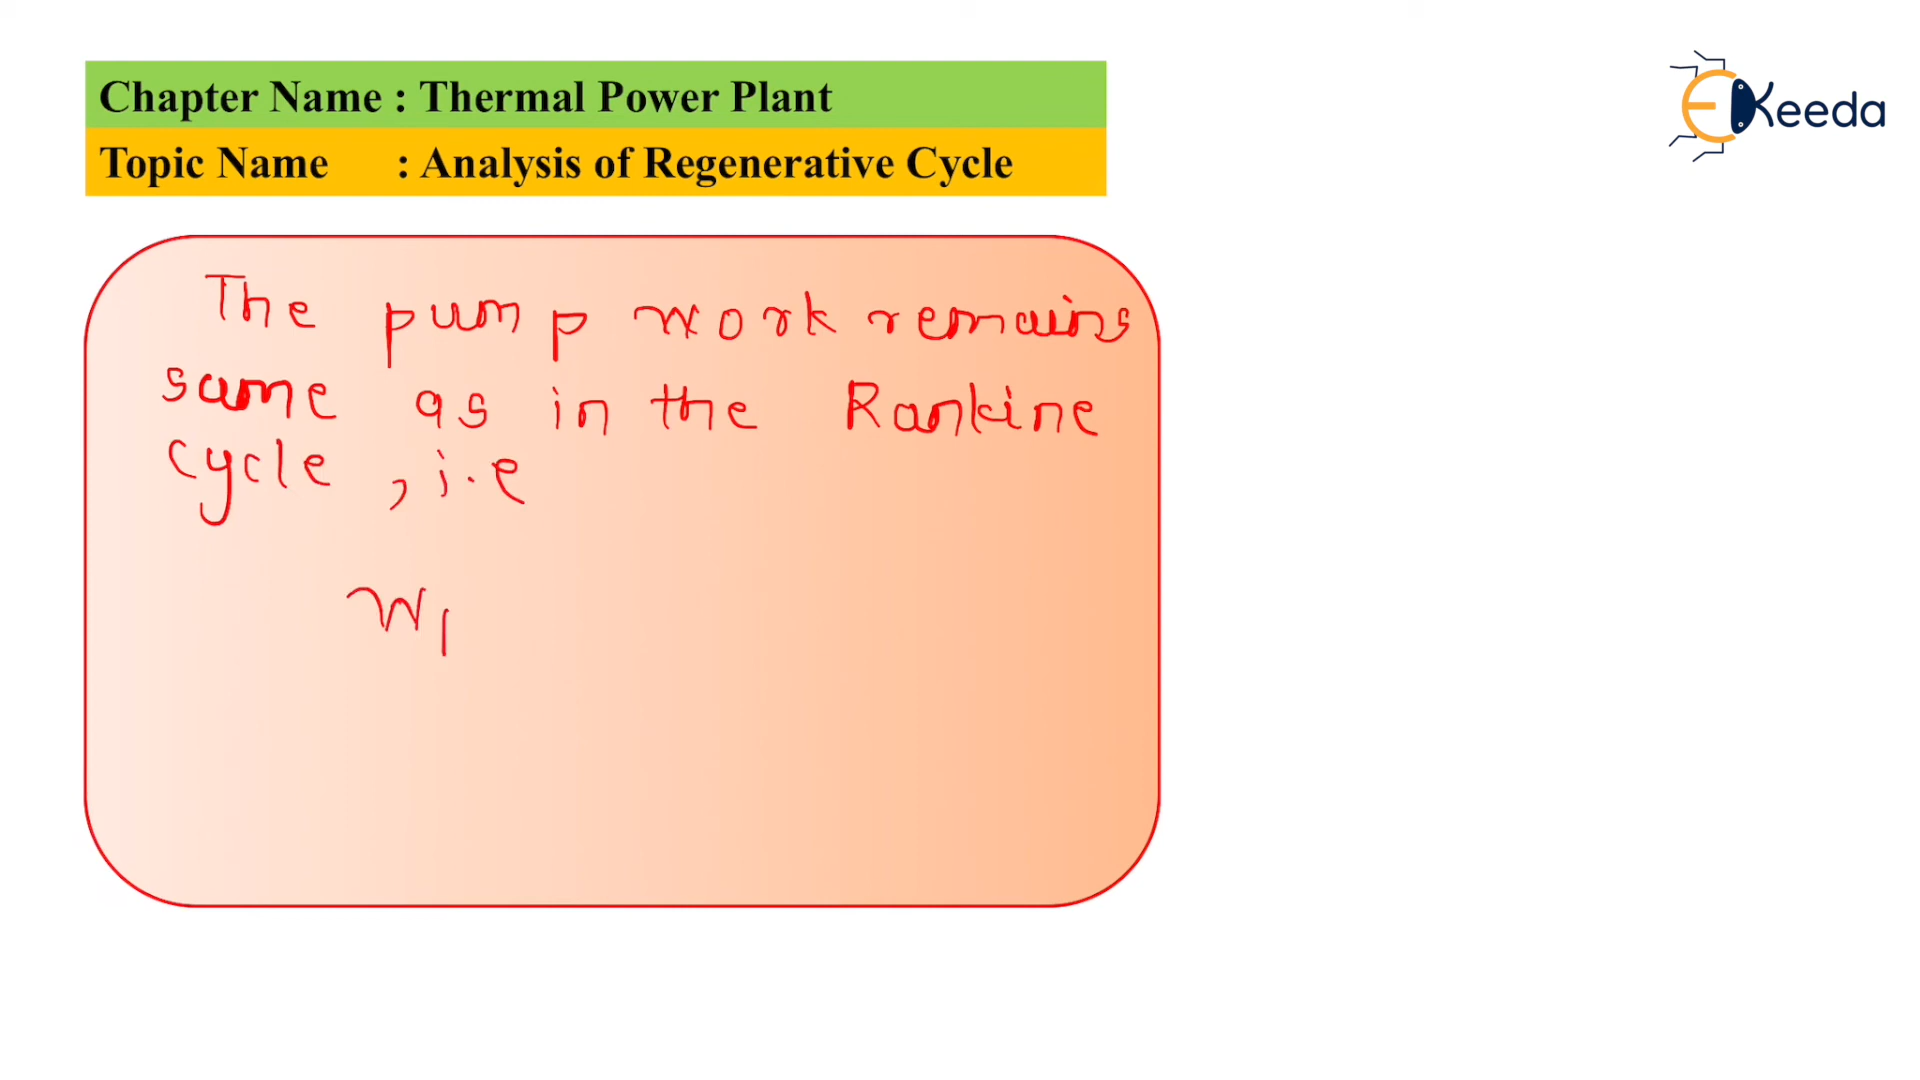 Chapter Name : Thermal Power Plant
Topic Name : Analysis of Regenerative Cycle
EKeeda
The pump work remains
same as in the Rankine
cycle , i.e
W